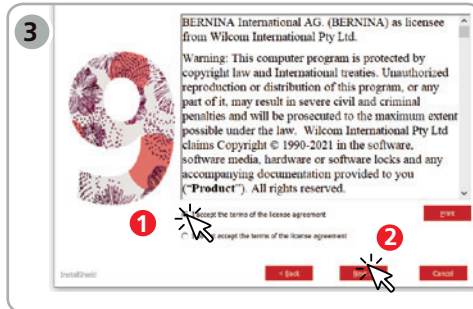 3
BERNINA International AG. (BERNINA) as licensee
from Wilcom International Pty Ltd.
Warning: This computer program is protected by
copyright law and International treaties. Unauthorized
reproduction or distribution of this program, or any
part of it, may result in severe civil and criminal
penalties and will be prosecuted to the maximum extent
possible under the law. Wilcom International Pty Ltd
claims Copyright © 1990-2021 in the software,
software media, hardware or software locks and any
accompanying documentation provided to you
("Product"). All rights reserved.
9
1
I accept the terms of the license agreement
Print
accept the terms of the license agreement
2
InstallShield
< Back
Cancel